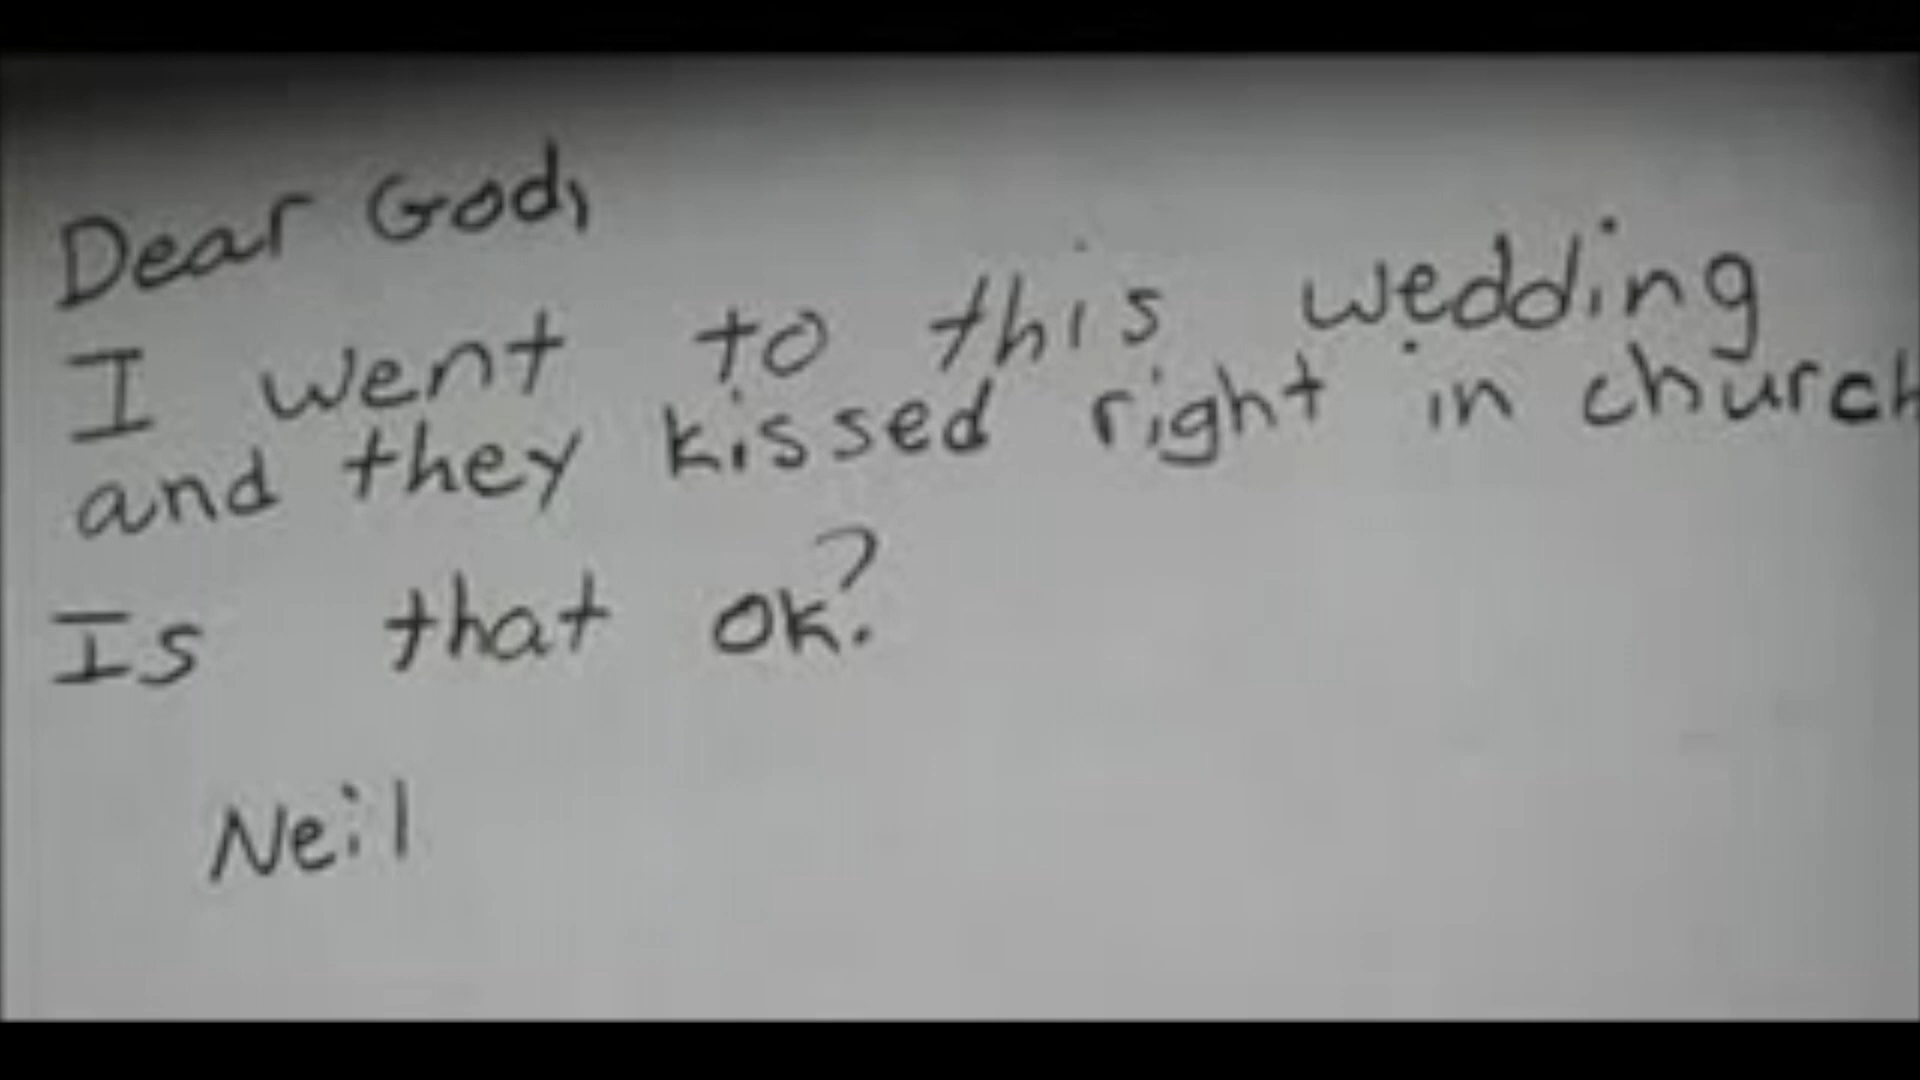 Dear God,
I went to this wedding
and they kissed right in church
Is that ok?
Neil